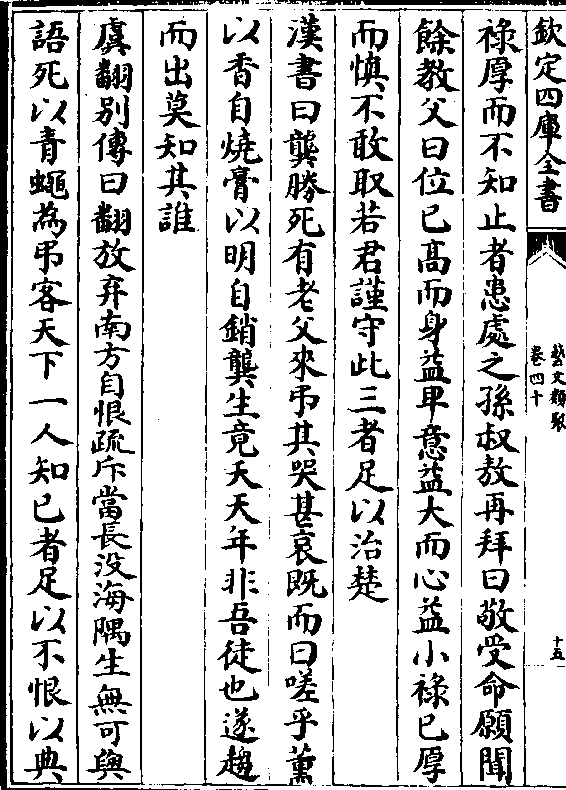 欽定四庫全書
藝文類聚
卷四十
十五
祿厚而不知止者患處之孫叔敖再拜曰敬受命願聞
餘教父曰位已髙而身益卑意益大而心益小祿已厚
而慎不敢取若君謹守此三者足以治楚
漢書曰龔勝死有老父來弔其哭甚哀既而曰嗟乎薰
以香自燒膏以明自銷龔生竟夭天年非吾徒也遂趨
而出莫知其誰
虞翻别傳曰翻放弃南方自恨疏斥當長没海隅生無可與
語死以青蠅為弔客天下一人知已者足以不恨以典